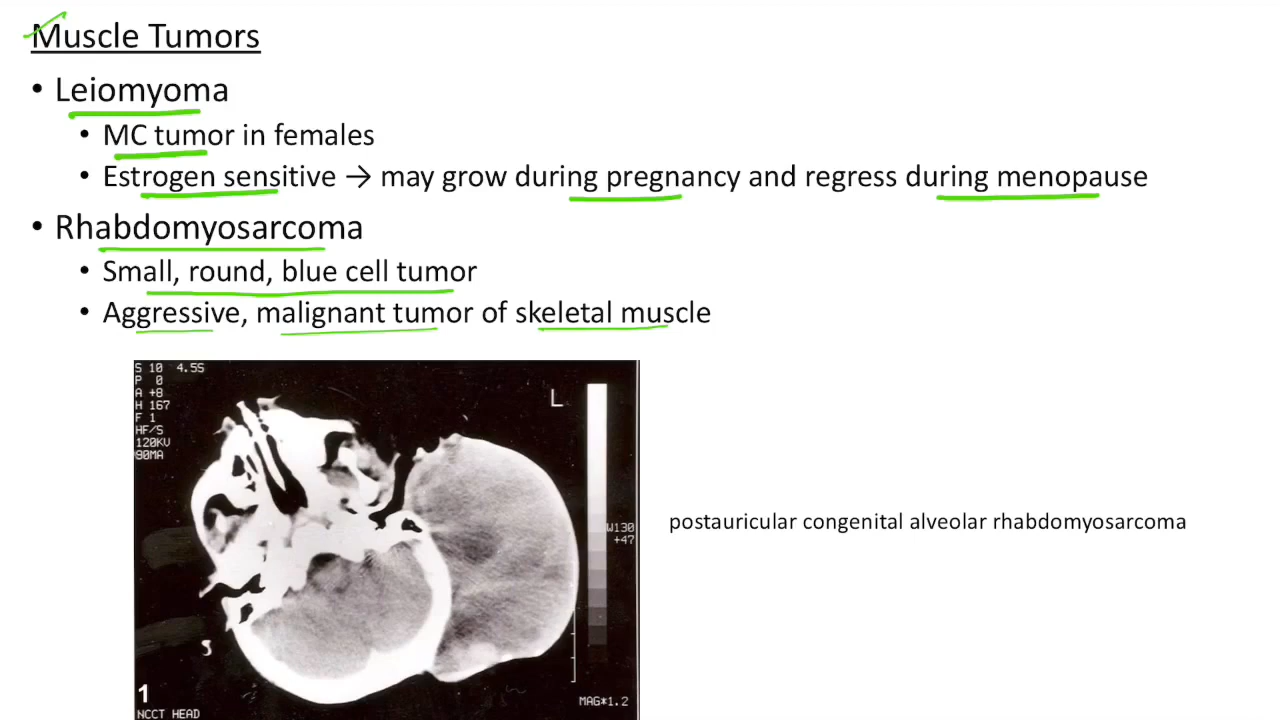 Muscle Tumors
• Leiomyoma
• MC tumor in females
• Estrogen sensitive → may grow during pregnancy and regress during menopause
• Rhabdomyosarcoma
• Small, round, blue cell tumor
• Aggressive, malignant tumor of skeletal muscle
S 10 4.5S
P 0
A +8
H 167
F 1
HF/S
120KV
90MA
L
W130
+47
postauricular congenital alveolar rhabdomyosarcoma
1
MAG*1.2
NCCT HEAD